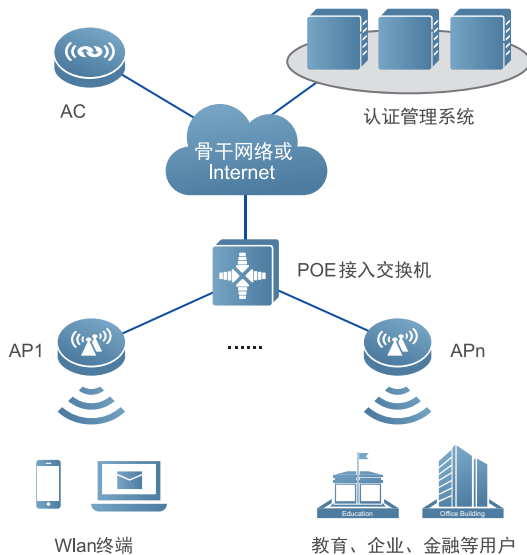 AC
认证管理系统
骨干网络或
Internet
POE接入交换机
AP1
......
APn
Education
Office Building
Wlan终端
教育、企业、金融等用户